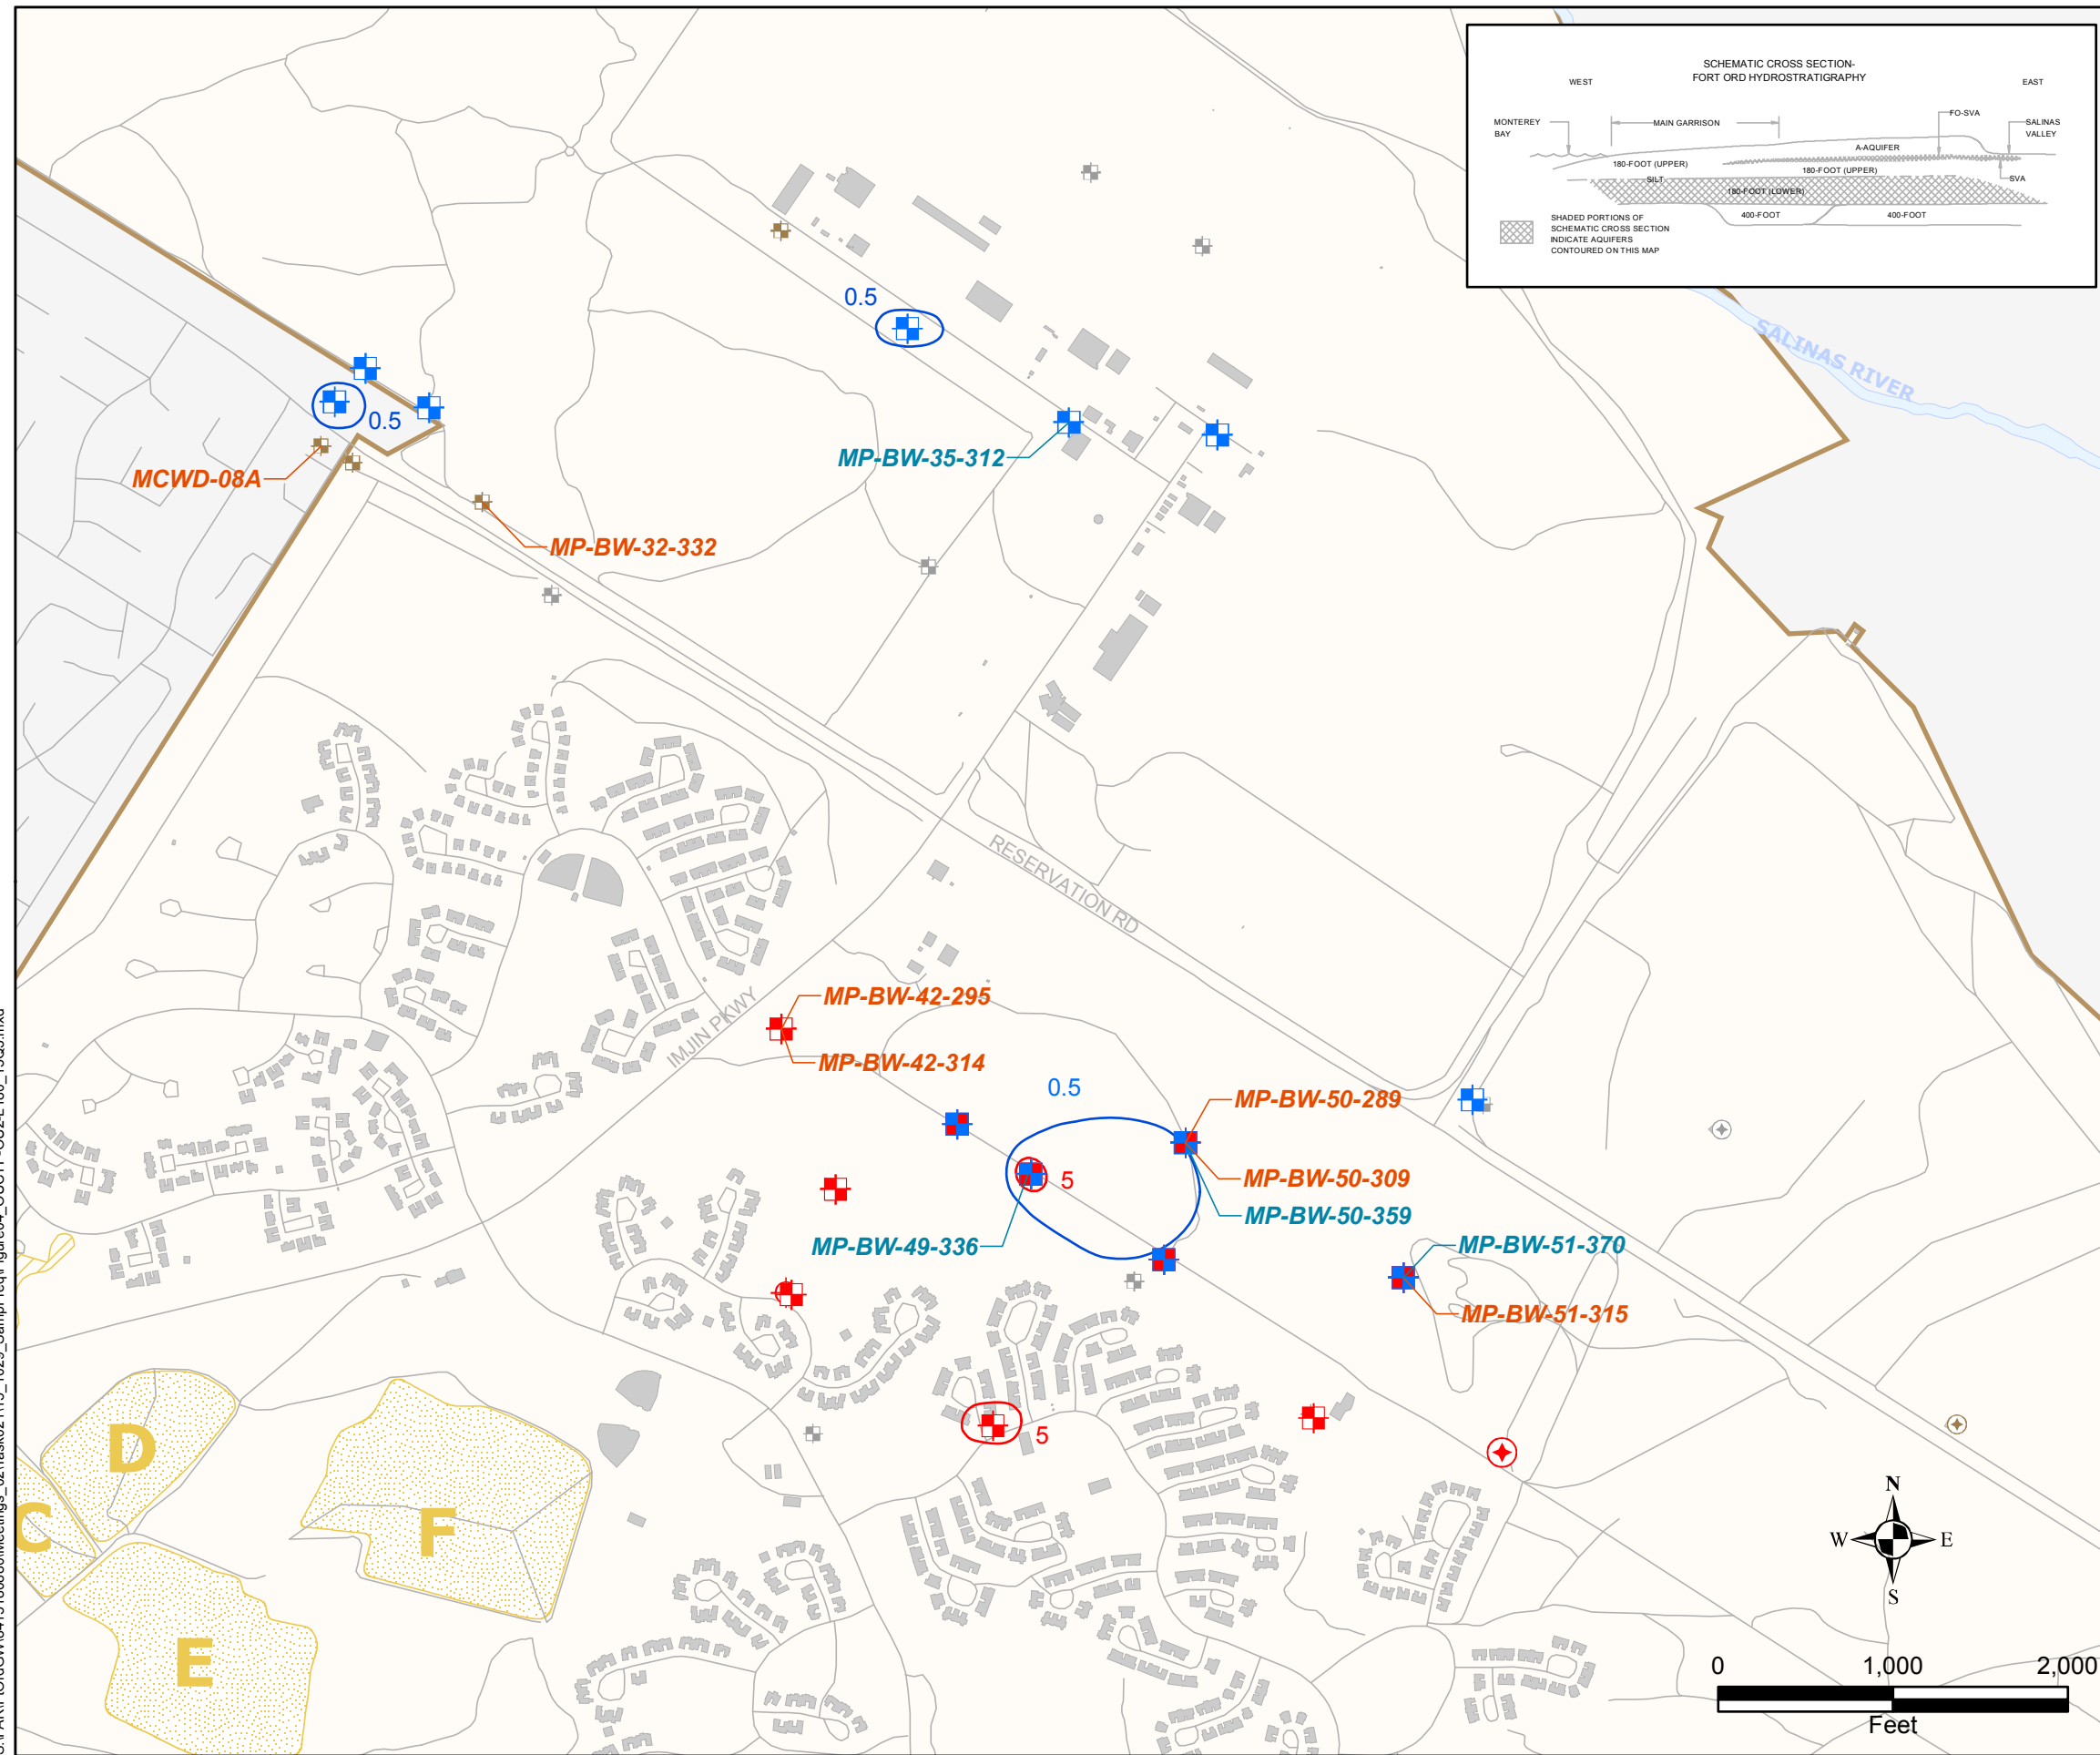 SCHEMATIC CROSS SECTION-
FORT ORD HYDROSTRATIGRAPHY
WEST
EAST
MONTEREY
BAY
MAIN GARRISON
FO-SVA
SALINAS
VALLEY
A-AQUIFER
180-FOOT (UPPER)
180-FOOT (UPPER)
SILT
SVA
180-FOOT (LOWER)
400-FOOT
400-FOOT
SHADED PORTIONS OF
SCHEMATIC CROSS SECTION
INDICATE AQUIFERS
CONTOURED ON THIS MAP
SALINAS RIVER
0.5
0.5
MP-BW-35-312
MCWD-08A
MP-BW-32-332
RESERVATION RD
IMJIN PKWY
MP-BW-42-295
MP-BW-42-314
0.5
MP-BW-50-289
5
MP-BW-50-309
MP-BW-50-359
MP-BW-49-336
MP-BW-51-370
MP-BW-51-315
5
D
C
F
E
N
W
E
S
0
1,000
2,000
Feet